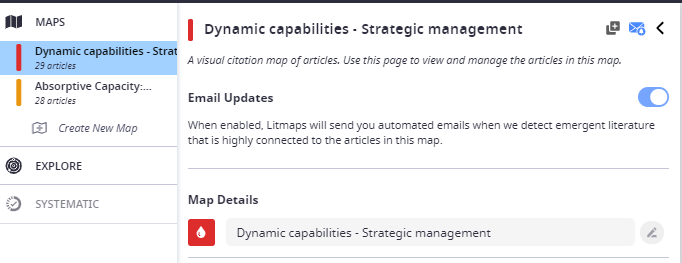 MAPS
Dynamic capabilities - Strat
29 articles
Absorptive Capacity:...
28 articles
Create New Map
EXPLORE
SYSTEMATIC
Dynamic capabilities - Strategic management
A visual citation map of articles. Use this page to view and manage the articles in this map.
Email Updates
When enabled, Litmaps will send you automated emails when we detect emergent literature
that is highly connected to the articles in this map.
Map Details
Dynamic capabilities - Strategic management